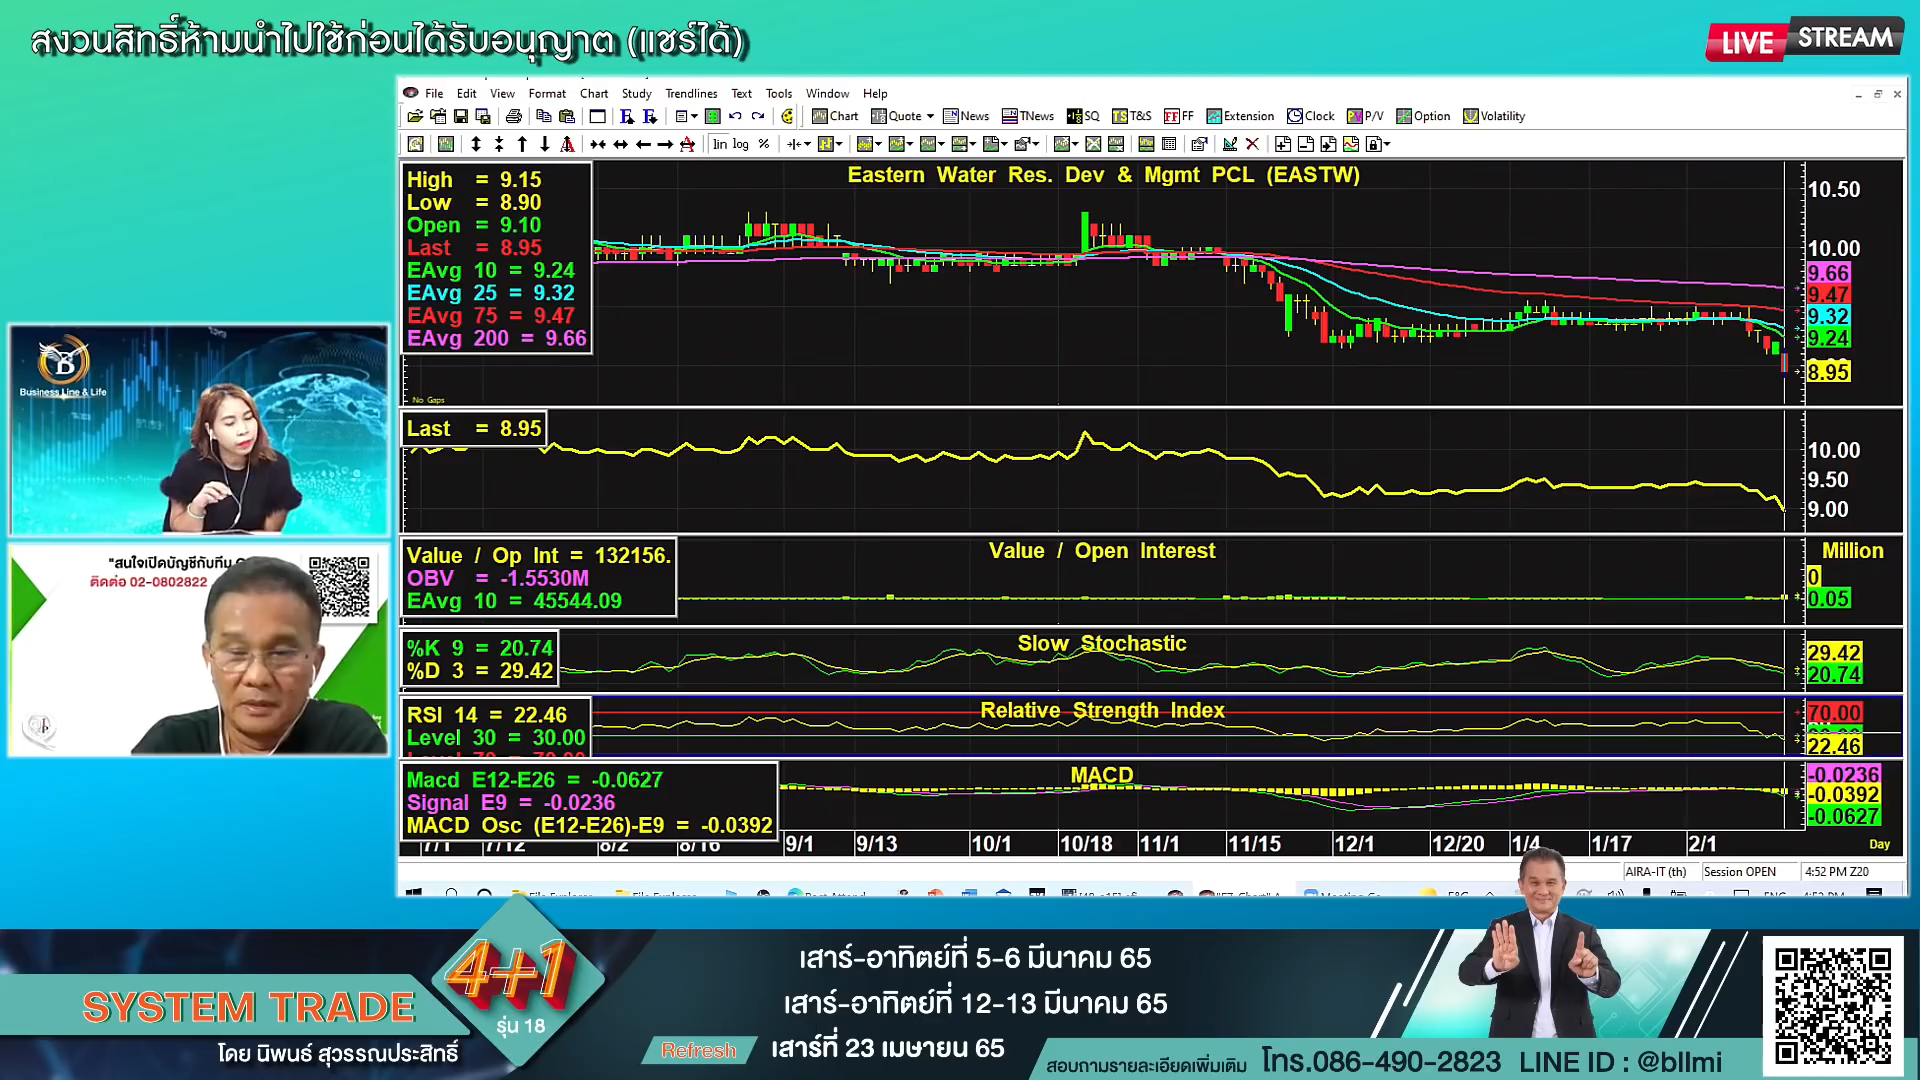 สงวนสิทธิ์ห้ามนำไปใช้ก่อนได้รับอนุญาต (แชร์ได้)
LIVE STREAM
File Edit View Format Chart Study Trendlines Text Tools Window Help
Chart Quote News TNews SQ T&S FF Extension Clock P/V Option Volatility
lin log %
Eastern Water Res. Dev & Mgmt PCL (EASTW)
High = 9.15
Low = 8.90
Open = 9.10
Last = 8.95
EAvg 10 = 9.24
EAvg 25 = 9.32
EAvg 75 = 9.47
EAvg 200 = 9.66
No Gaps
10.50
10.00
9.66
9.47
9.32
9.24
8.95
Last = 8.95
10.00
9.50
9.00
Value / Op Int = 132156.
OBV = -1.5530M
EAvg 10 = 45544.09
Value / Open Interest
Million
0
0.05
%K 9 = 20.74
%D 3 = 29.42
Slow Stochastic
29.42
20.74
RSI 14 = 22.46
Level 30 = 30.00
Relative Strength Index
70.00
22.46
Macd E12-E26 = -0.0627
Signal E9 = -0.0236
MACD Osc (E12-E26)-E9 = -0.0392
MACD
-0.0236
-0.0392
-0.0627
7/1 7/12 8/2 8/16 9/1 9/13 10/1 10/18 11/1 11/15 12/1 12/20 1/4 1/17 2/1 Day
AIRA-IT (th) Session OPEN 4:52 PM Z20
B
Business Line & Life
"สนใจเปิดบัญชีกับทีม
ติดต่อ 02-0802822
SYSTEM TRADE
4+1
รุ่น 18
โดย นิพนธ์ สุวรรณประสิทธิ์
เสาร์-อาทิตย์ที่ 5-6 มีนาคม 65
เสาร์-อาทิตย์ที่ 12-13 มีนาคม 65
Refresh เสาร์ที่ 23 เมษายน 65
สอบถามรายละเอียดเพิ่มเติม โทร.086-490-2823 LINE ID : @bllmi